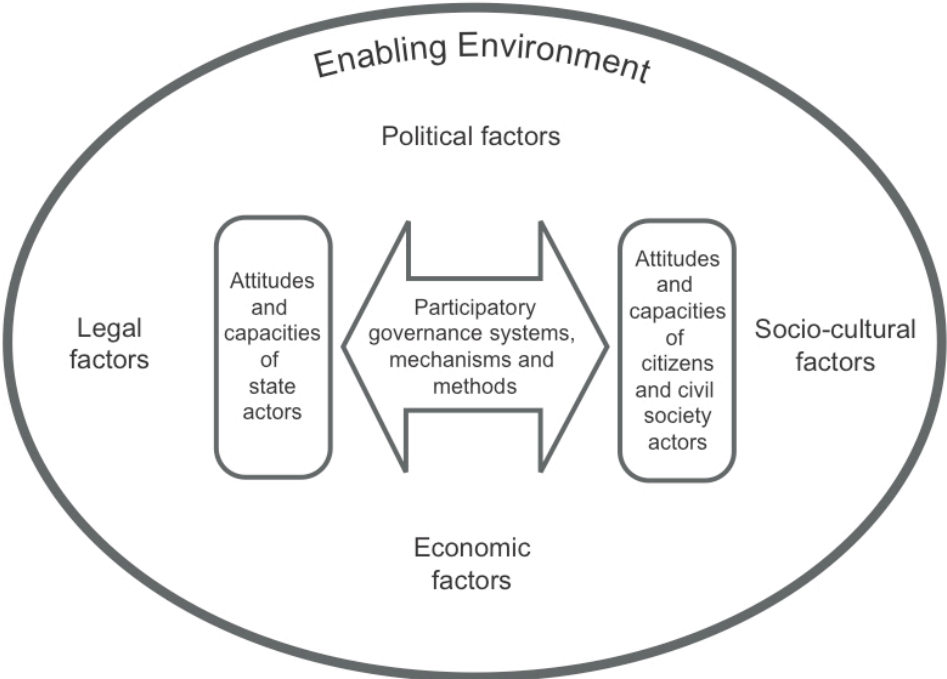 Enabling Environment
Political factors
Legal
factors
Attitudes
and
capacities
of
state
actors
Participatory
governance systems,
mechanisms and
methods
Attitudes
and
capacities
of
citizens
and civil
society
actors
Socio-cultural
factors
Economic
factors